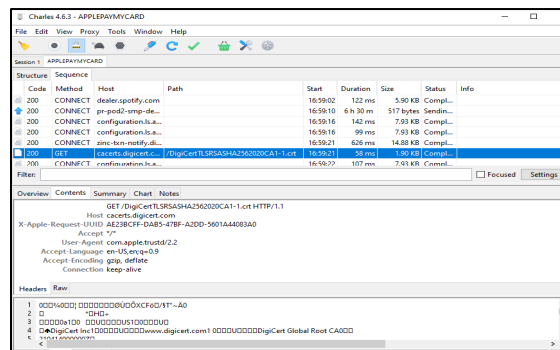 Charles 4.6.3 - APPLEPAYMYCARD
File Edit View Proxy Tools Window Help
Session 1 APPLEPAYMYCARD
Structure Sequence
Code Method Host Path Start Duration Size Status Info
200 CONNECT dealer.spotify.com 16:59:02 122 ms 5.90 KB Compl...
200 CONNECT pr-pod2-smp-de... 16:59:10 6 h 30 m 517 bytes Sendin...
200 CONNECT configuration.ls.a... 16:59:16 142 ms 7.93 KB Compl...
200 CONNECT configuration.ls.a... 16:59:16 99 ms 7.93 KB Compl...
200 CONNECT zinc-txn-notify.di... 16:59:21 626 ms 14.88 KB Compl...
200 GET cacerts.digicert.c... /DigiCertTLSRSASHA2562020CA1-1.crt 16:59:21 58 ms 1.90 KB Compl...
200 CONNECT configuration.ls.a... 16:59:22 107 ms 7.93 KB Compl...
Filter: Focused Settings
Overview Contents Summary Chart Notes
GET /DigiCertTLSRSASHA2562020CA1-1.crt HTTP/1.1
Host cacerts.digicert.com
X-Apple-Request-UUID AE23BCFF-DAB5-47BF-A2DD-5601A44083A0
Accept */*
User-Agent com.apple.trustd/2.2
Accept-Language en-US,en;q=0.9
Accept-Encoding gzip, deflate
Connection keep-alive
Headers Raw
1
2
3
4 DigiCert Inc1 www.digicert.com1 DigiCert Global Root CA0
5